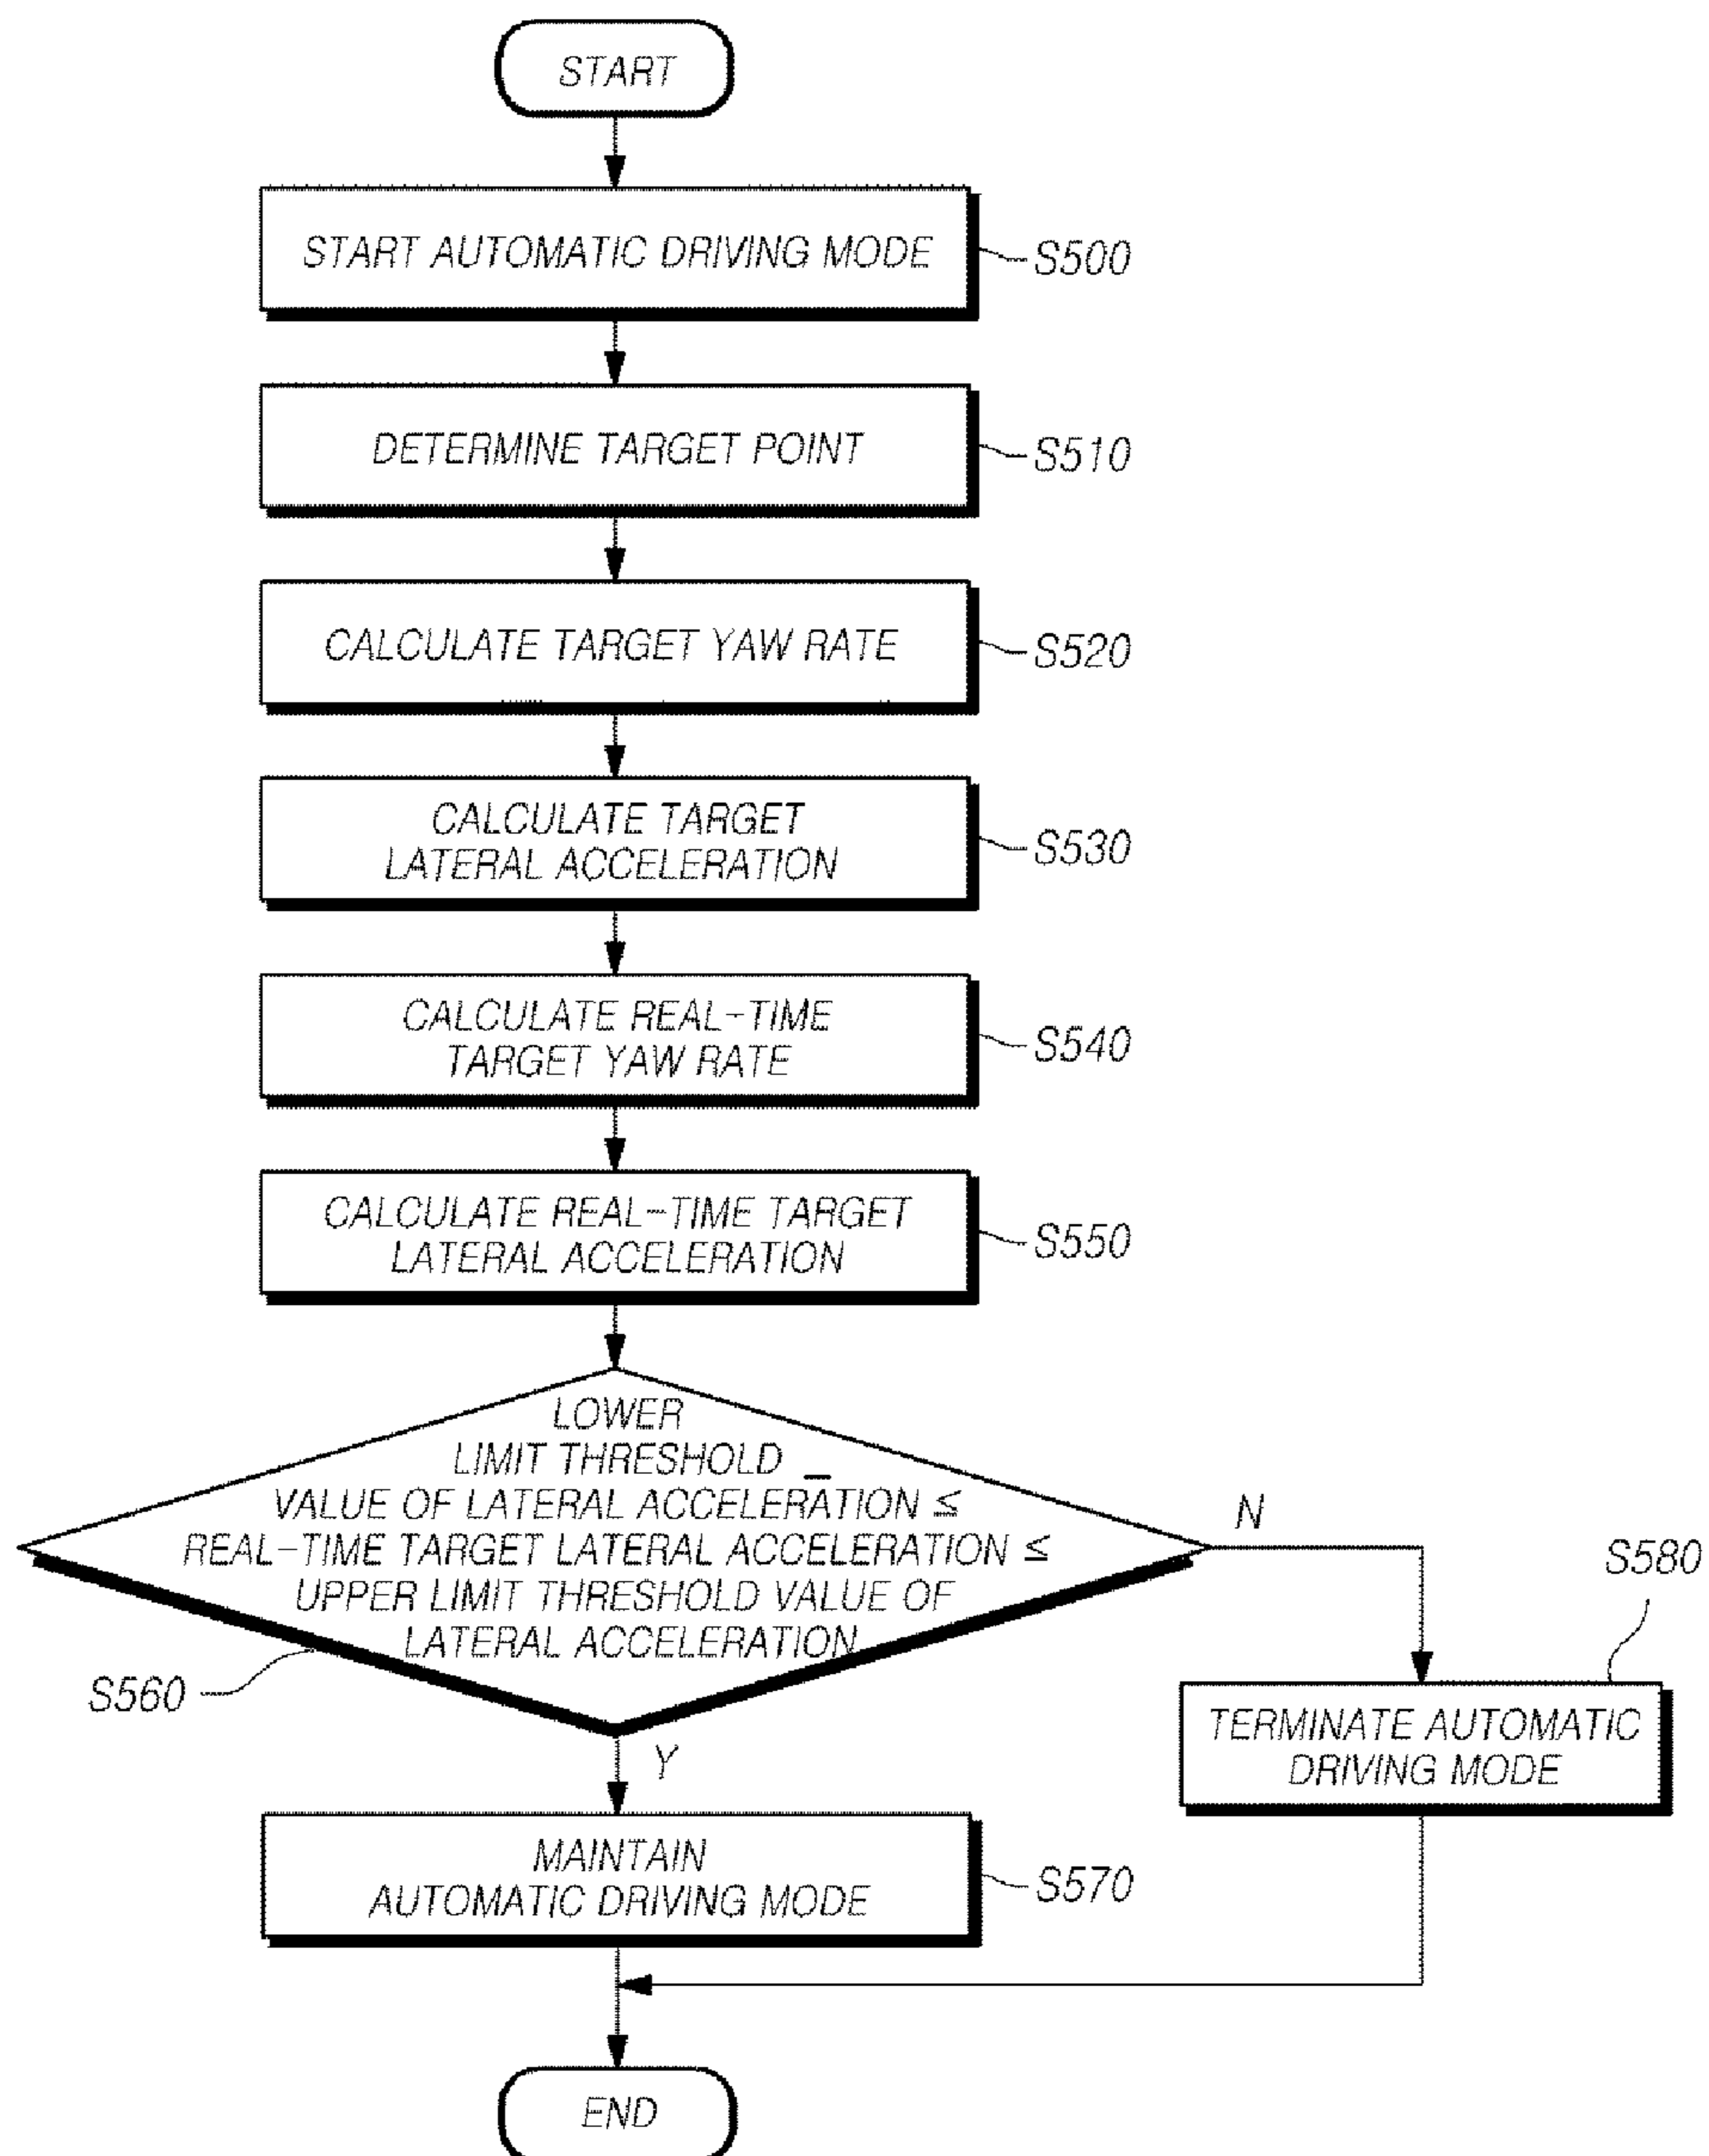 START
START AUTOMATIC DRIVING MODE
S500
DETERMINE TARGET POINT
S510
CALCULATE TARGET YAW RATE
S520
CALCULATE TARGET
LATERAL ACCELERATION
S530
CALCULATE REAL-TIME
TARGET YAW RATE
S540
CALCULATE REAL-TIME TARGET
LATERAL ACCELERATION
S550
LOWER
LIMIT THRESHOLD _
VALUE OF LATERAL ACCELERATION ≤
REAL-TIME TARGET LATERAL ACCELERATION ≤
UPPER LIMIT THRESHOLD VALUE OF
LATERAL ACCELERATION
S560
N
S580
TERMINATE AUTOMATIC
DRIVING MODE
Y
MAINTAIN
AUTOMATIC DRIVING MODE
S570
END